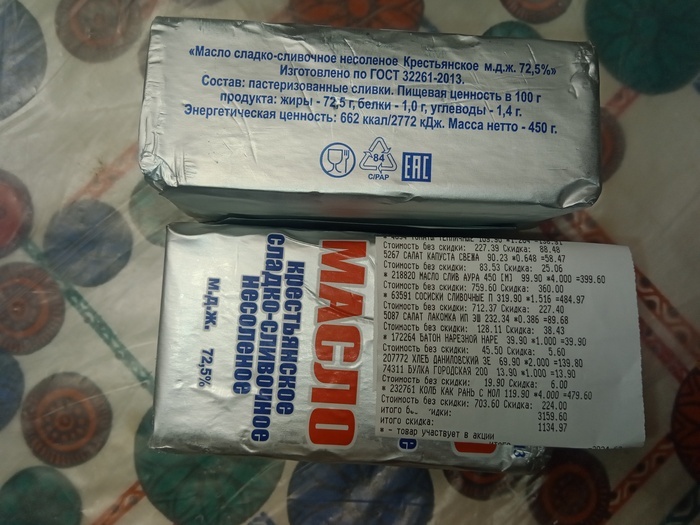 «Масло сладко-сливочное несоленое Крестьянское м.д.ж. 72,5%»
Изготовлено по ГОСТ 32261-2013.
Состав: пастеризованные сливки. Пищевая ценность в 100 г
продукта: жиры - 72,5 г, белки - 1,0 г, углеводы - 1,4 г.
Энергетическая ценность: 662 ккал/2772 кДж. Масса нетто - 450 г.
84
C/PAP
EAC
МАСЛО
крестьянское
сладко-сливочное
несоленое
м.д.ж. 72,5%
Стоимость без скидки: 227.39 Скидка: 88.48
5267 САЛАТ КАПУСТА СВЕЖА 90.23 *0.648 =58.47
Стоимость без скидки: 83.53 Скидка: 25.06
* 218820 МАСЛО СЛИВ АУРА 450 [М] 99.90 *4.000 =399.60
Стоимость без скидки: 759.60 Скидка: 360.00
* 63591 СОСИСКИ СЛИВОЧНЫЕ П 319.90 *1.516 =484.97
Стоимость без скидки: 712.37 Скидка: 227.40
5087 САЛАТ ЛАКОМКА ИП ЗВ 232.34 *0.386 =89.68
Стоимость без скидки: 128.11 Скидка: 38.43
* 172264 БАТОН НАРЕЗНОЙ НАРЕ 39.90 *1.000 =39.90
Стоимость без скидки: 45.50 Скидка: 5.60
207772 ХЛЕБ ДАНИЛОВСКИЙ ЗЕ 69.90 *2.000 =139.80
74311 БУЛКА ГОРОДСКАЯ 200 13.90 *1.000 =13.90
Стоимость без скидки: 19.90 Скидка: 6.00
* 232761 КОЛБ КАК РАНЬ С МОЛ 119.90 *4.000 =479.60
Стоимость без скидки: 703.60 Скидка: 224.00
итого 3159.60
итого скидка: 1134.97
* - товар участвует в акции